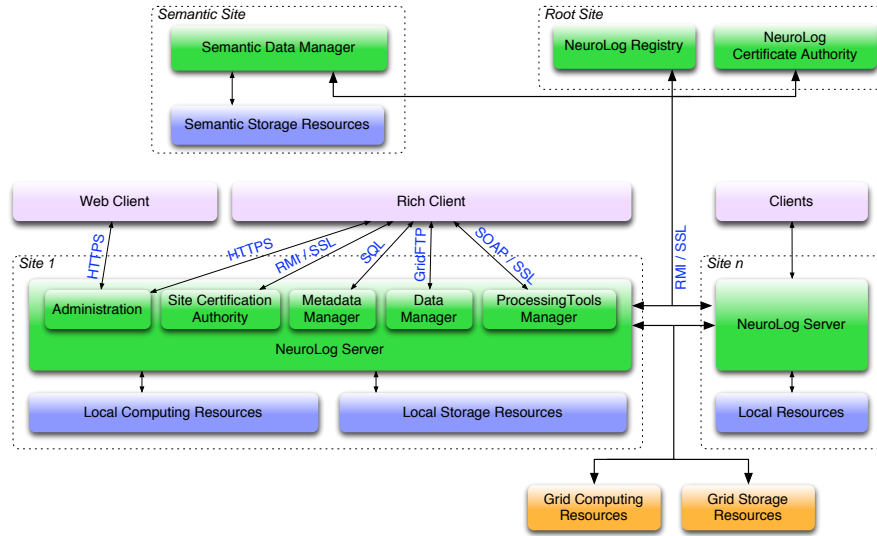 Semantic Site
Root Site
Semantic Data Manager
NeuroLog Registry
NeuroLog
Certificate Authority
Semantic Storage Resources
Web Client
Rich Client
Clients
HTTPS
HTTPS
RMI / SSL
SQL
GridFTP
SOAP / SSL
RMI / SSL
Site 1
Site n
Administration
Site Certification
Authority
Metadata
Manager
Data
Manager
ProcessingTools
Manager
NeuroLog Server
NeuroLog Server
Local Computing Resources
Local Storage Resources
Local Resources
Grid Computing
Resources
Grid Storage
Resources